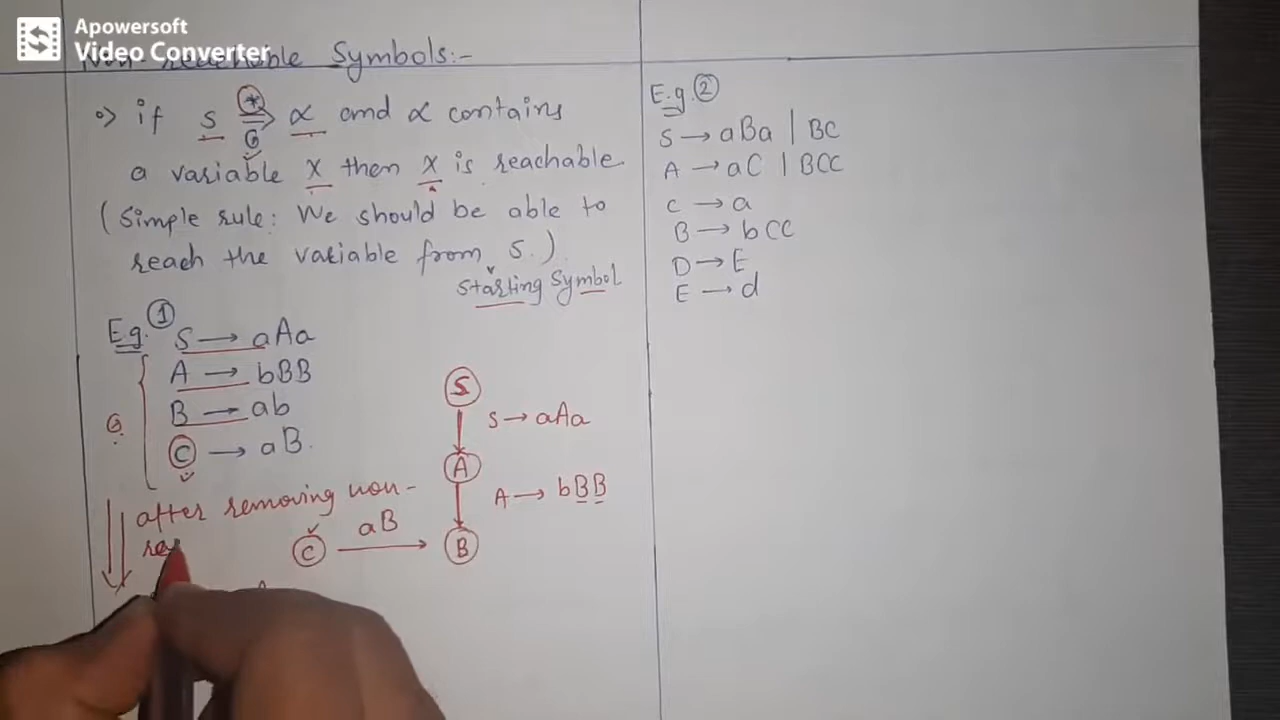 Apowersoft
Video Converter
Non-reachable Symbols:-
if S *⇒ G α and α contains
a variable X then X is reachable.
(Simple rule: We should be able to
reach the variable from S.)
Starting Symbol
E.g. ①
S → aAa
A → bBB
B → ab
C → aB.
G
after removing non-
S
S → aAa
A
A → bBB
C aB → B
E.g. ②
S → aBa | BC
A → aC | BCC
C → a
B → bCC
D → E
E → d